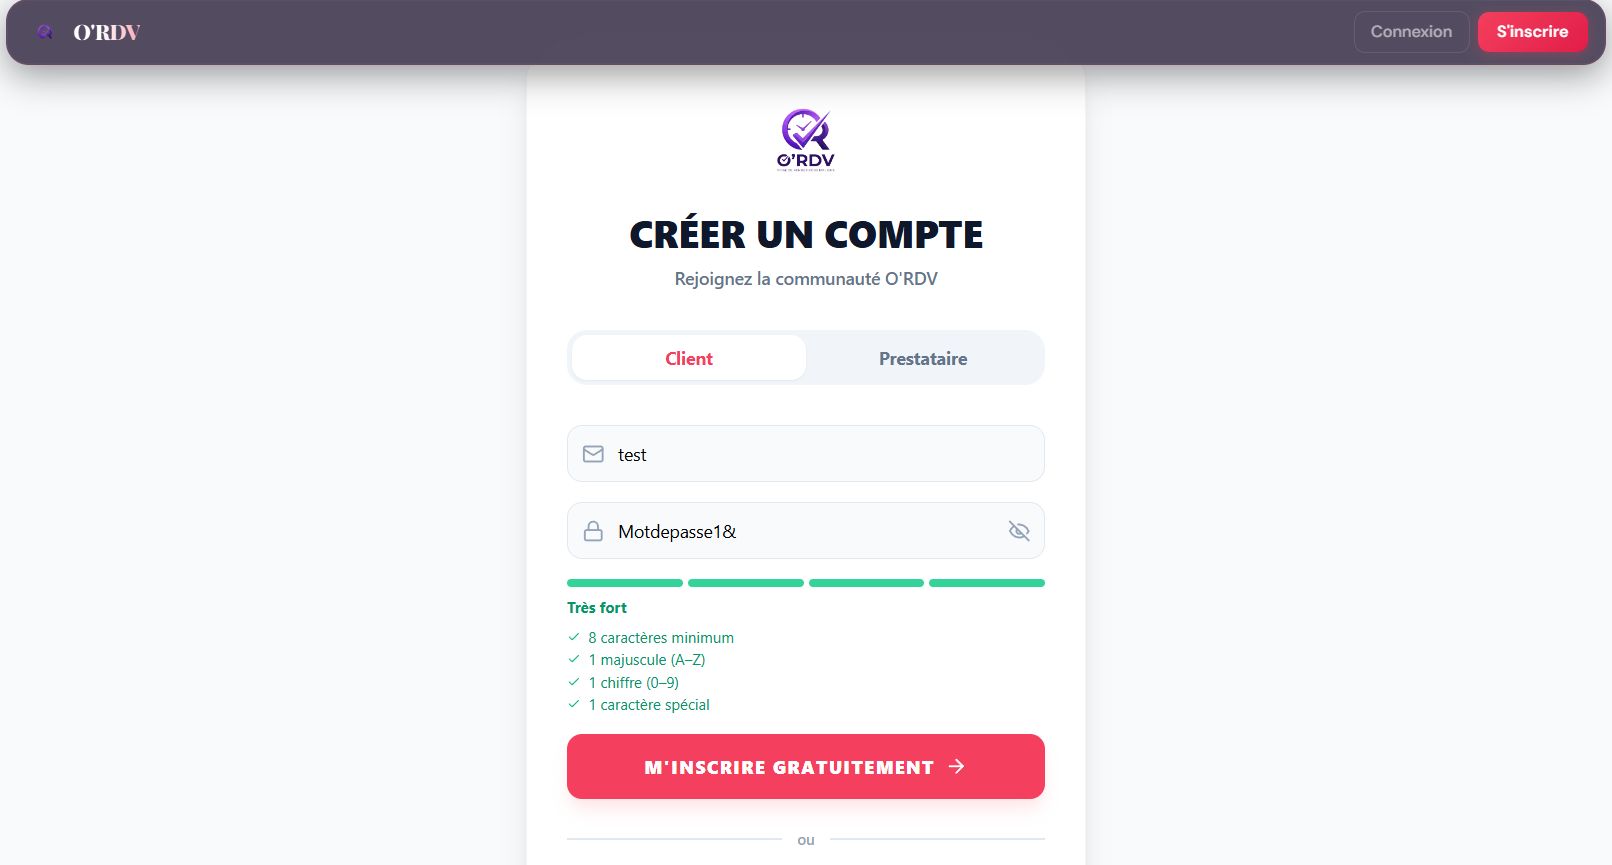 O'RDV
Connexion
S'inscrire
O'RDV
CRÉER UN COMPTE
Rejoignez la communauté O'RDV
Client
Prestataire
test
Motdepasse1&
Très fort
8 caractères minimum
1 majuscule (A–Z)
1 chiffre (0–9)
1 caractère spécial
M'INSCRIRE GRATUITEMENT
ou